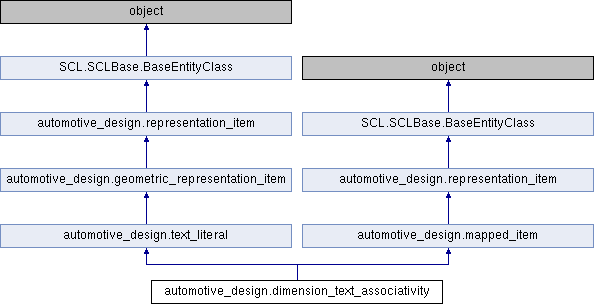 object
SCL.SCLBase.BaseEntityClass
object
automotive_design.representation_item
SCL.SCLBase.BaseEntityClass
automotive_design.geometric_representation_item
automotive_design.representation_item
automotive_design.text_literal
automotive_design.mapped_item
automotive_design.dimension_text_associativity